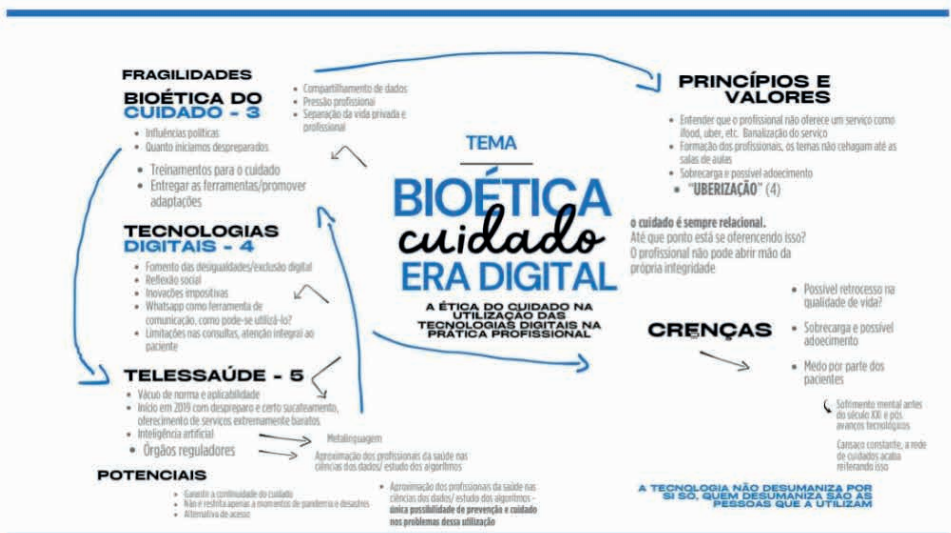 FRAGILIDADES
BIOÉTICA DO
CUIDADO - 3
• Influências políticas
• Quanto iniciamos despreparados
• Treinamentos para o cuidado
• Entregar as ferramentas/promover
adaptações
• Compartilhamento de dados
• Pressão profissional
• Separação da vida privada e
profissional
TECNOLOGIAS
DIGITAIS - 4
• Fomento das desigualdades/exclusão digital
• Reflexão social
• Inovações impositivas
• Whatsapp como ferramenta de
comunicação, como pode-se utilizá-lo?
• Limitações nas consultas, atenção integral ao
paciente
TELESSAÚDE - 5
• Vácuo de norma e aplicabilidade
• Início em 2019 com despreparo e certo sucateamento,
oferecimento de serviços extremamente baratos
• Inteligência artificial
• Órgãos reguladores
Metalinguagem
Aproximação dos profissionais da saúde nas
ciências dos dados/ estudo dos algoritmos
POTENCIAIS
• Garantir a continuidade do cuidado
• Não é restrita apenas a momentos de pandemia e desastres
• Alternativa de acesso
• Aproximação dos profissionais da saúde nas
ciências dos dados/ estudo dos algoritmos -
única possibilidade de prevenção e cuidado
nos problemas dessa utilização
TEMA
BIOÉTICA
cuidado
ERA DIGITAL
A ÉTICA DO CUIDADO NA
UTILIZAÇÃO DAS
TECNOLOGIAS DIGITAIS NA
PRÁTICA PROFISSIONAL
PRINCÍPIOS E
VALORES
• Entender que o profissional não oferece um serviço como
ifood, uber, etc. Banalização do serviço
• Formação dos profissionais, os temas não cehagam até as
salas de aulas
• Sobrecarga e possível adoecimento
• "UBERIZAÇÃO" (4)
o cuidado é sempre relacional.
Até que ponto está se oferencendo isso?
O profissional não pode abrir mão da
própria integridade
CRENÇAS
• Possível retrocesso na
qualidade de vida?
• Sobrecarga e possível
adoecimento
• Medo por parte dos
pacientes
Sofrimento mental antes
do século XXI e pós
avanços tecnológicos
Cansaço constante, a rede
de cuidados acaba
reiterando isso
A TECNOLOGIA NÃO DESUMANIZA POR
SI SÓ, QUEM DESUMANIZA SÃO AS
PESSOAS QUE A UTILIZAM